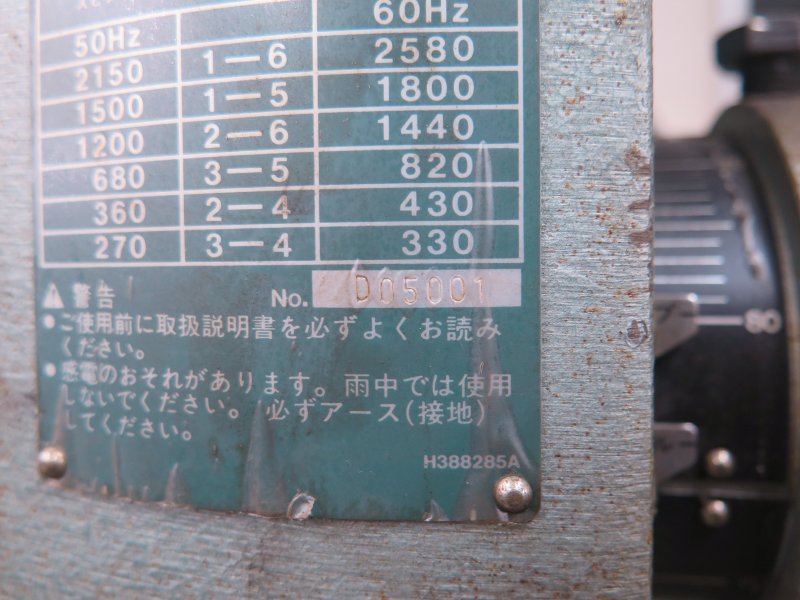 50Hz 60Hz
2150 1—6 2580
1500 1—5 1800
1200 2—6 1440
680 3—5 820
360 2—4 430
270 3—4 330
警告 No. D05001
●ご使用前に取扱説明書を必ずよくお読み
ください。
●感電のおそれがあります。雨中では使用
しないでください。必ずアース(接地)
してください。
H388285A
80